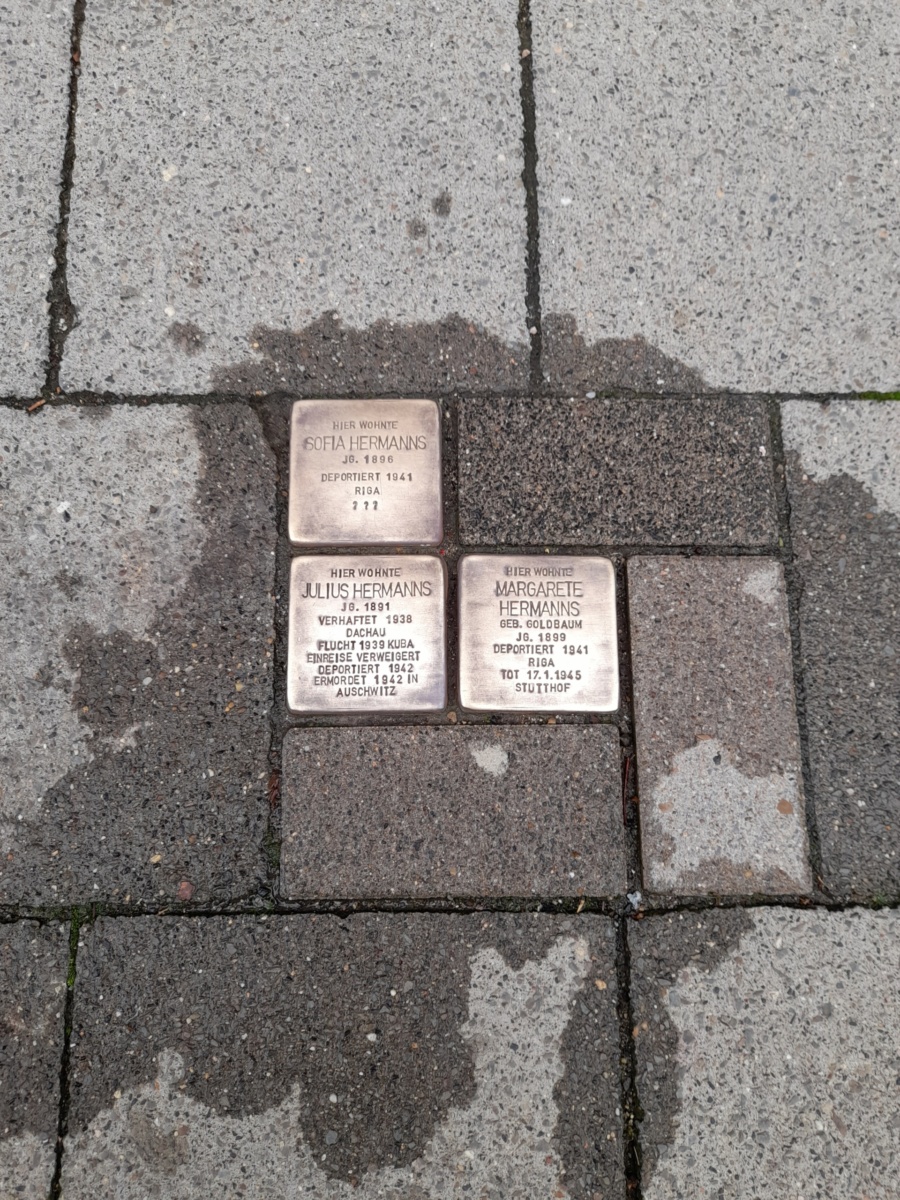 HIER WOHNTE
SOFIA HERMANNS
JG. 1896
DEPORTIERT 1941
RIGA
???
HIER WOHNTE
JULIUS HERMANNS
JG. 1891
VERHAFTET 1938
DACHAU
FLUCHT 1939 KUBA
EINREISE VERWEIGERT
DEPORTIERT 1942
ERMORDET 1942 IN
AUSCHWITZ
HIER WOHNTE
MARGARETE
HERMANNS
GEB. GOLDBAUM
JG. 1899
DEPORTIERT 1941
RIGA
TOT 17.1.1945
STUTTHOF